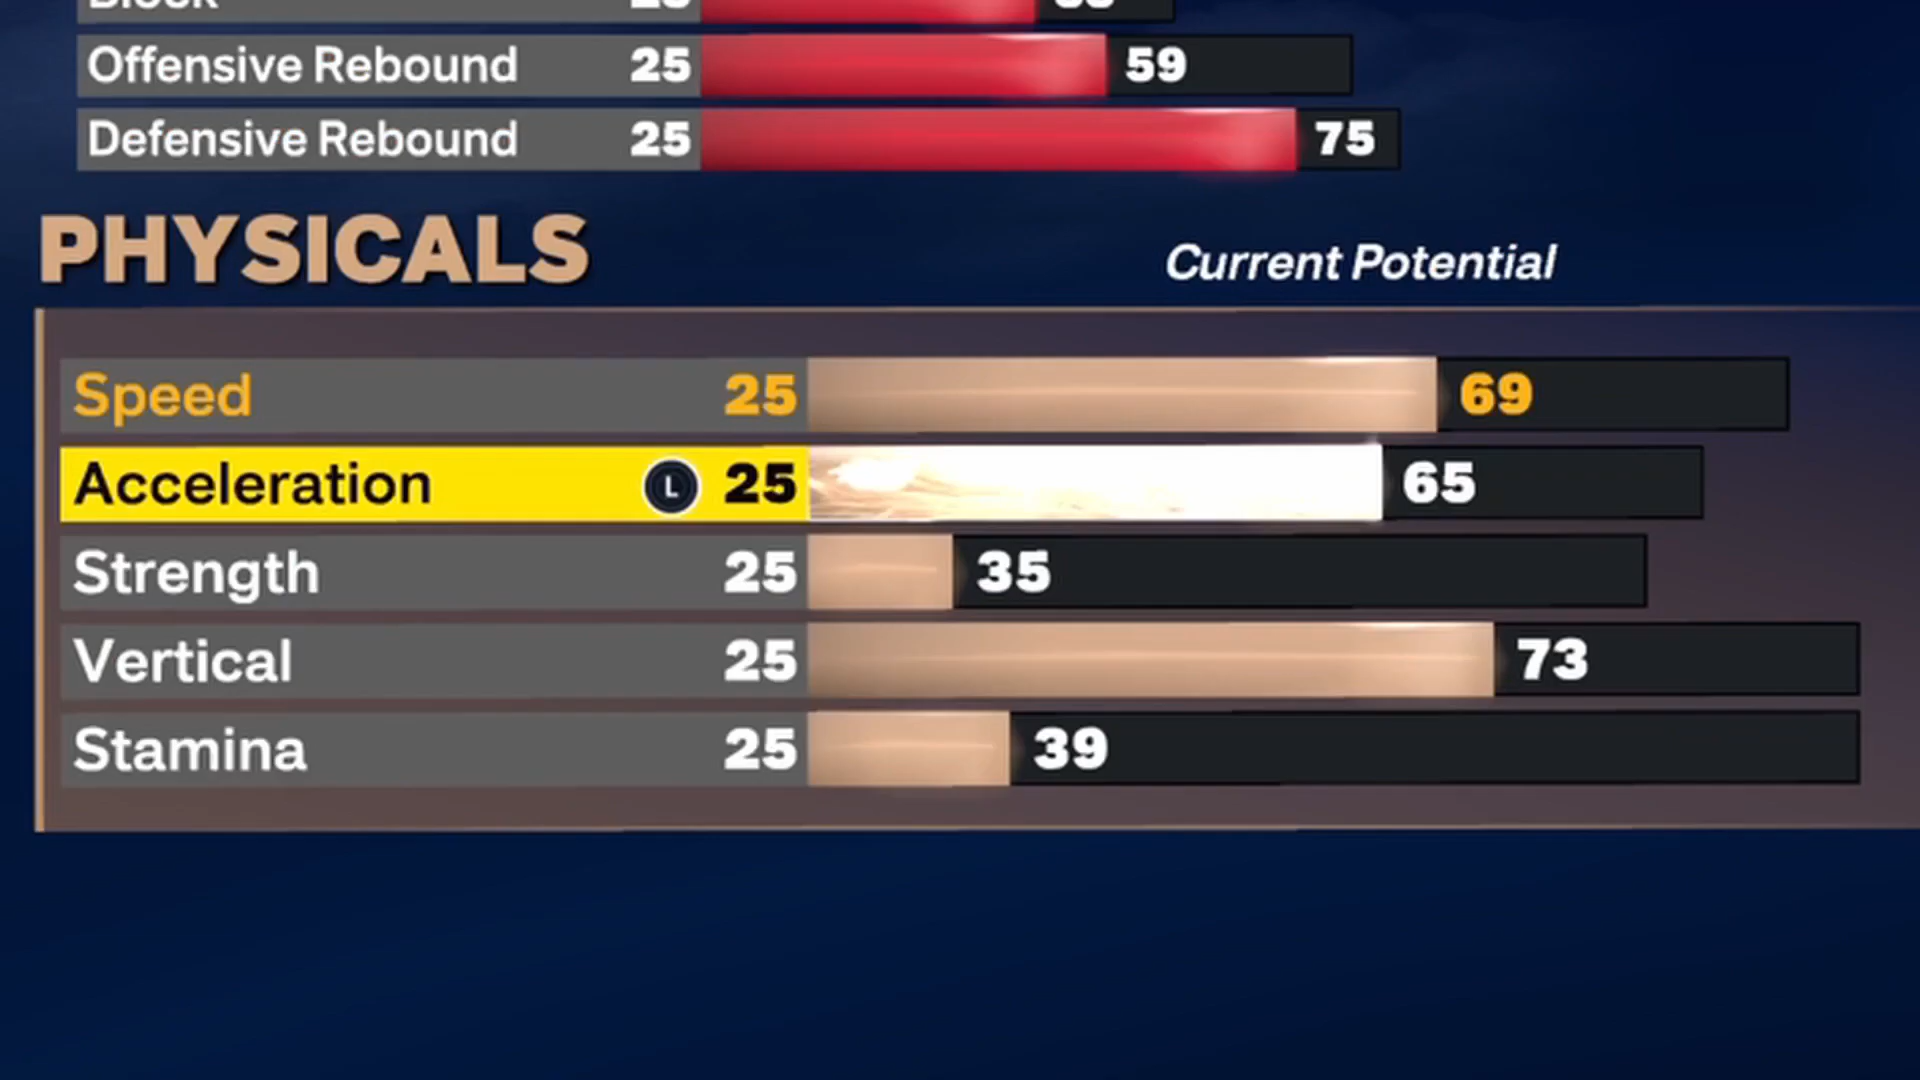 Block
Offensive Rebound 25 59
Defensive Rebound 25 75
PHYSICALS
Current Potential
Speed 25 69
Acceleration L 25 65
Strength 25 35
Vertical 25 73
Stamina 25 39